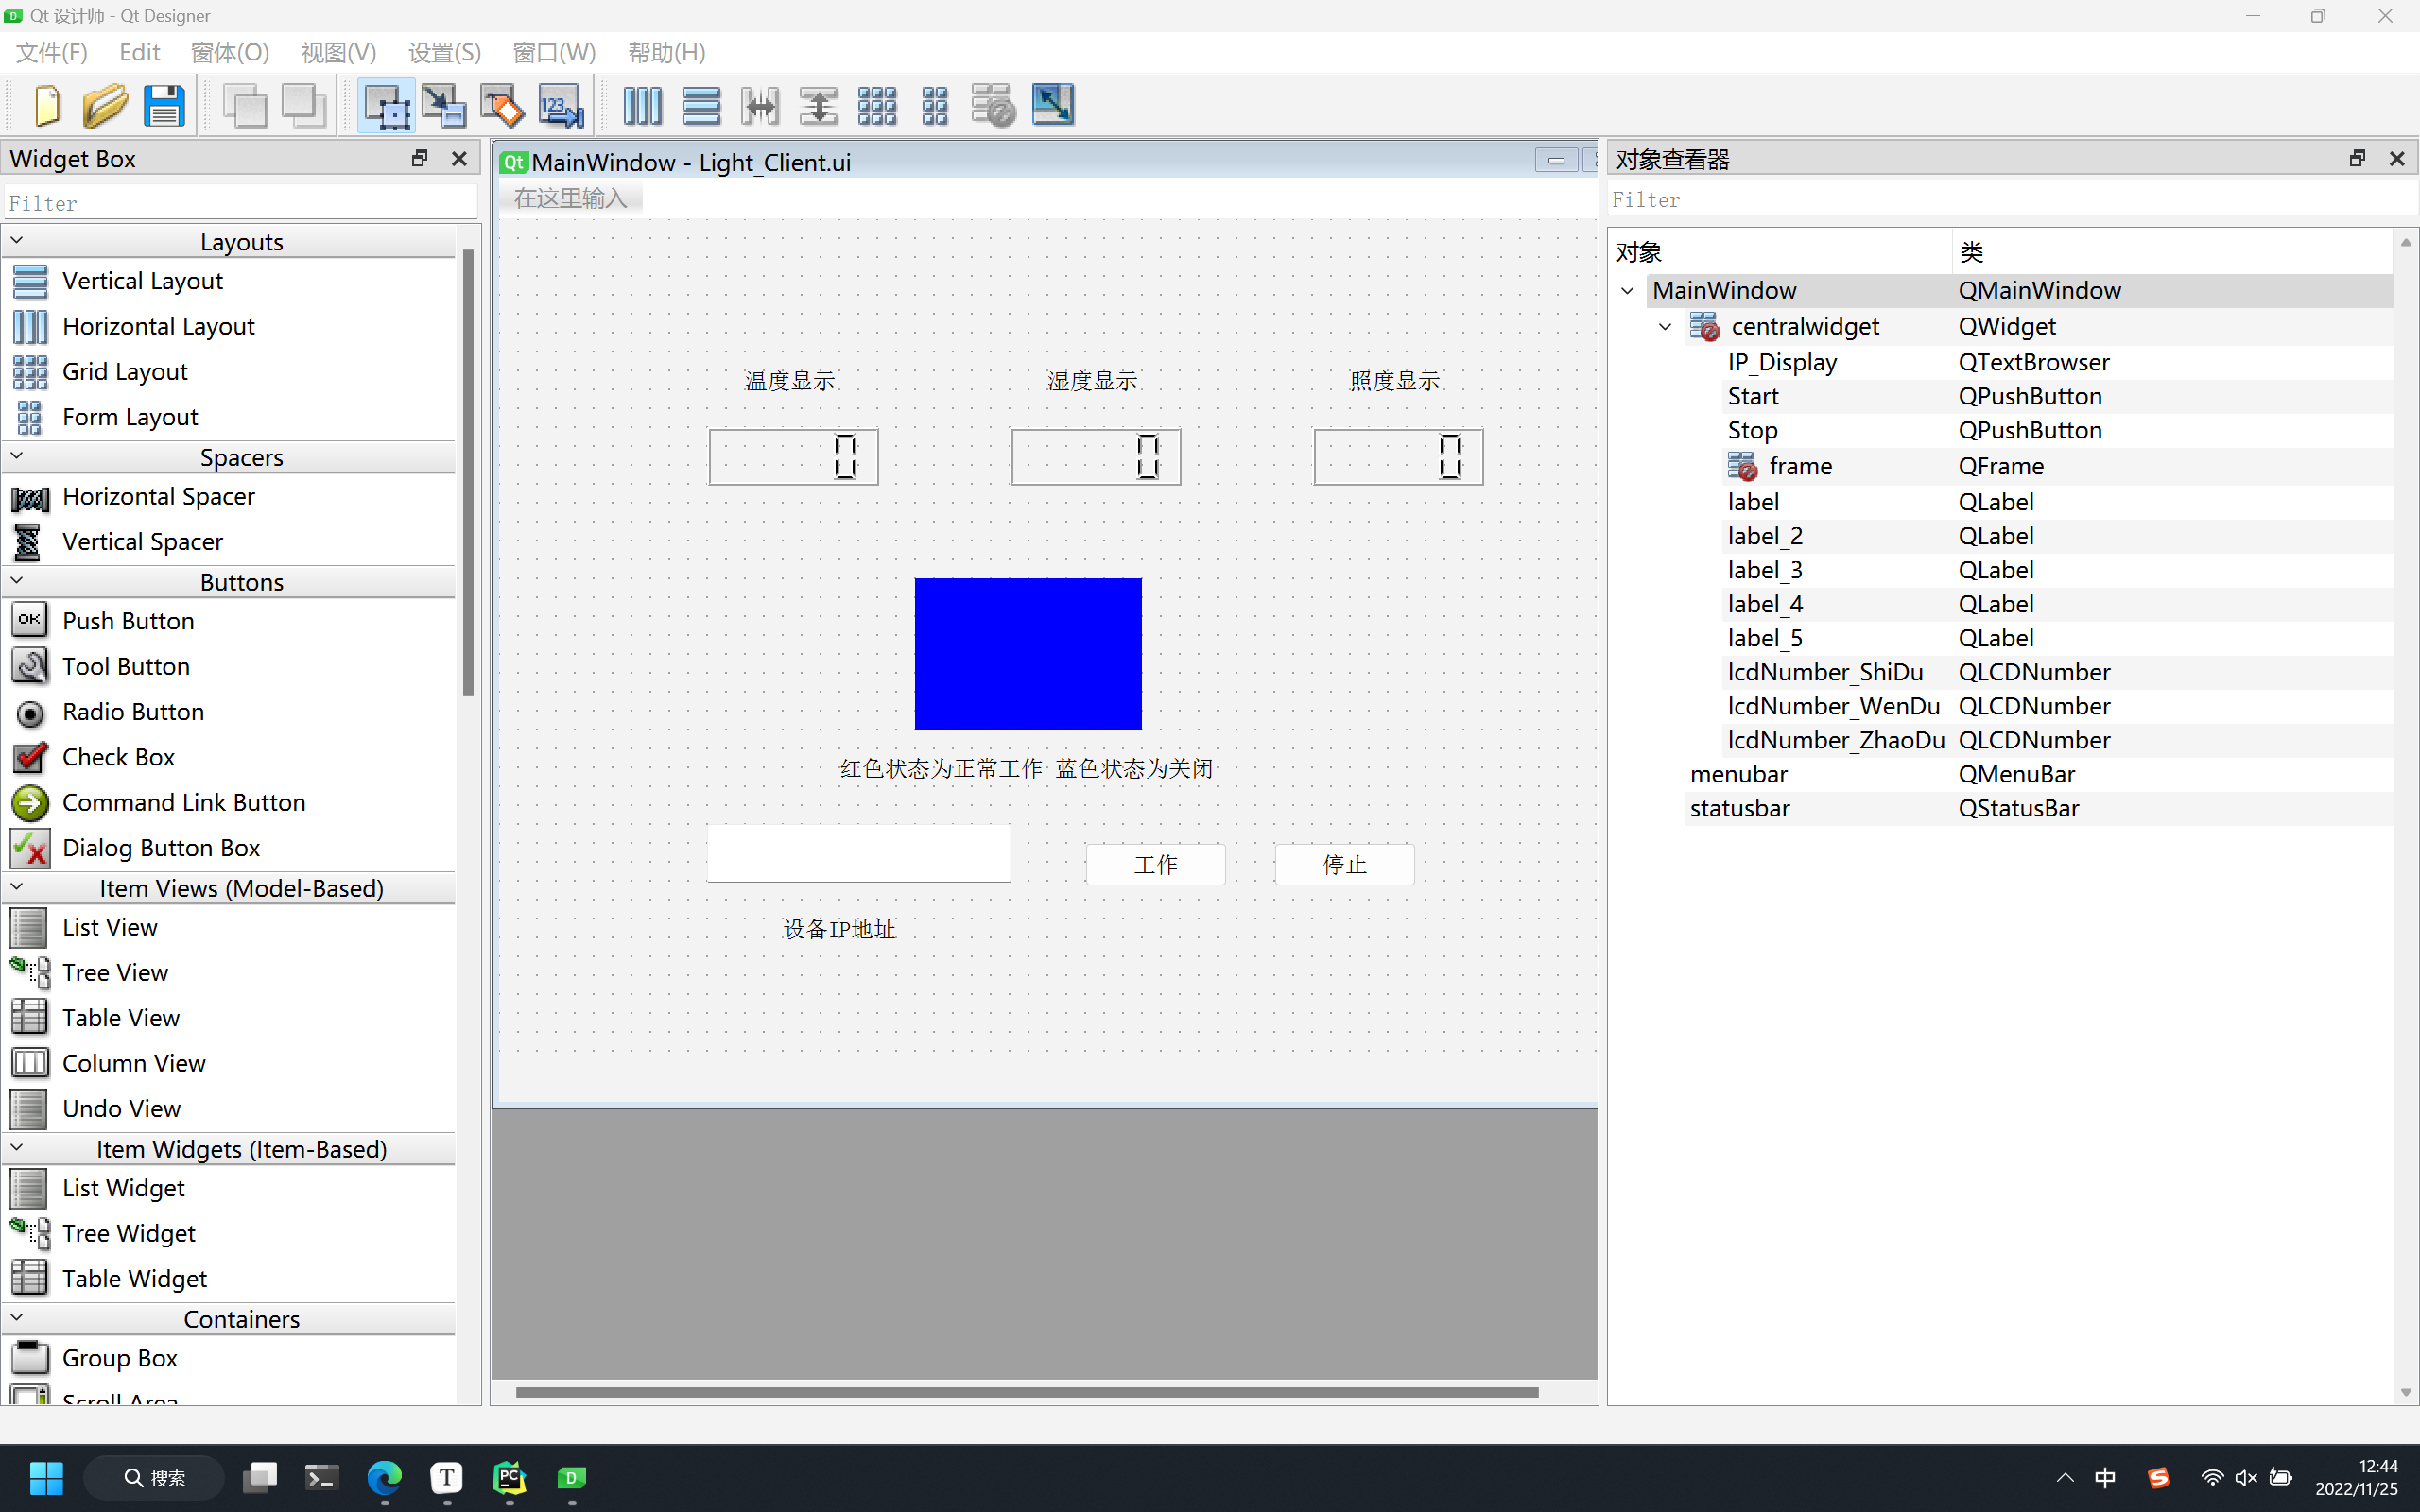 Qt 设计师 - Qt Designer
文件(F) Edit 窗体(O) 视图(V) 设置(S) 窗口(W) 帮助(H)
Widget Box
Filter
Layouts
Vertical Layout
Horizontal Layout
Grid Layout
Form Layout
Spacers
Horizontal Spacer
Vertical Spacer
Buttons
Push Button
Tool Button
Radio Button
Check Box
Command Link Button
Dialog Button Box
Item Views (Model-Based)
List View
Tree View
Table View
Column View
Undo View
Item Widgets (Item-Based)
List Widget
Tree Widget
Table Widget
Containers
Group Box
Scroll Area
MainWindow - Light_Client.ui
在这里输入
温度显示 湿度显示 照度显示
0 0 0
红色状态为正常工作 蓝色状态为关闭
工作 停止
设备IP地址
对象查看器
Filter
对象 类
MainWindow QMainWindow
centralwidget QWidget
IP_Display QTextBrowser
Start QPushButton
Stop QPushButton
frame QFrame
label QLabel
label_2 QLabel
label_3 QLabel
label_4 QLabel
label_5 QLabel
lcdNumber_ShiDu QLCDNumber
lcdNumber_WenDu QLCDNumber
lcdNumber_ZhaoDu QLCDNumber
menubar QMenuBar
statusbar QStatusBar
搜索
中
12:44
2022/11/25